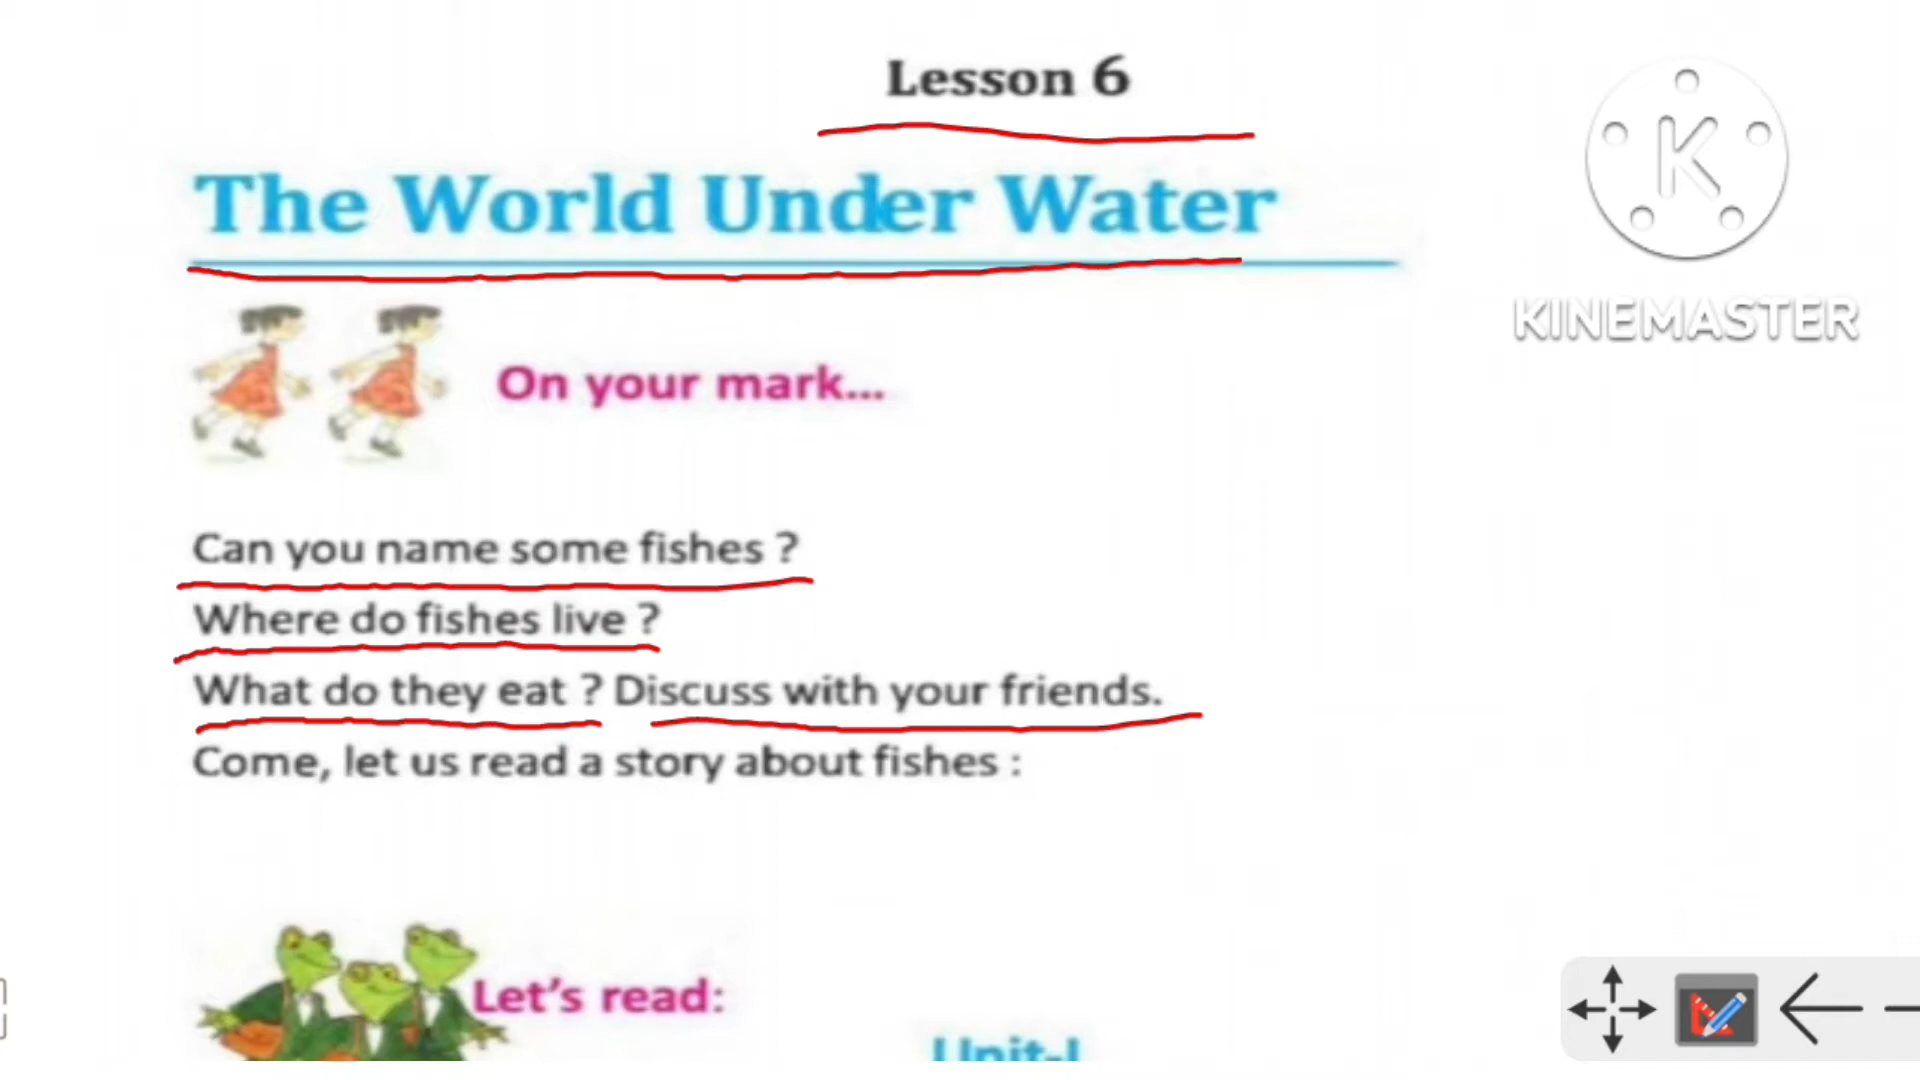 Lesson 6
The World Under Water
K
KINEMASTER
On your mark...
Can you name some fishes ?
Where do fishes live ?
What do they eat ? Discuss with your friends.
Come, let us read a story about fishes :
Let's read:
Unit-I